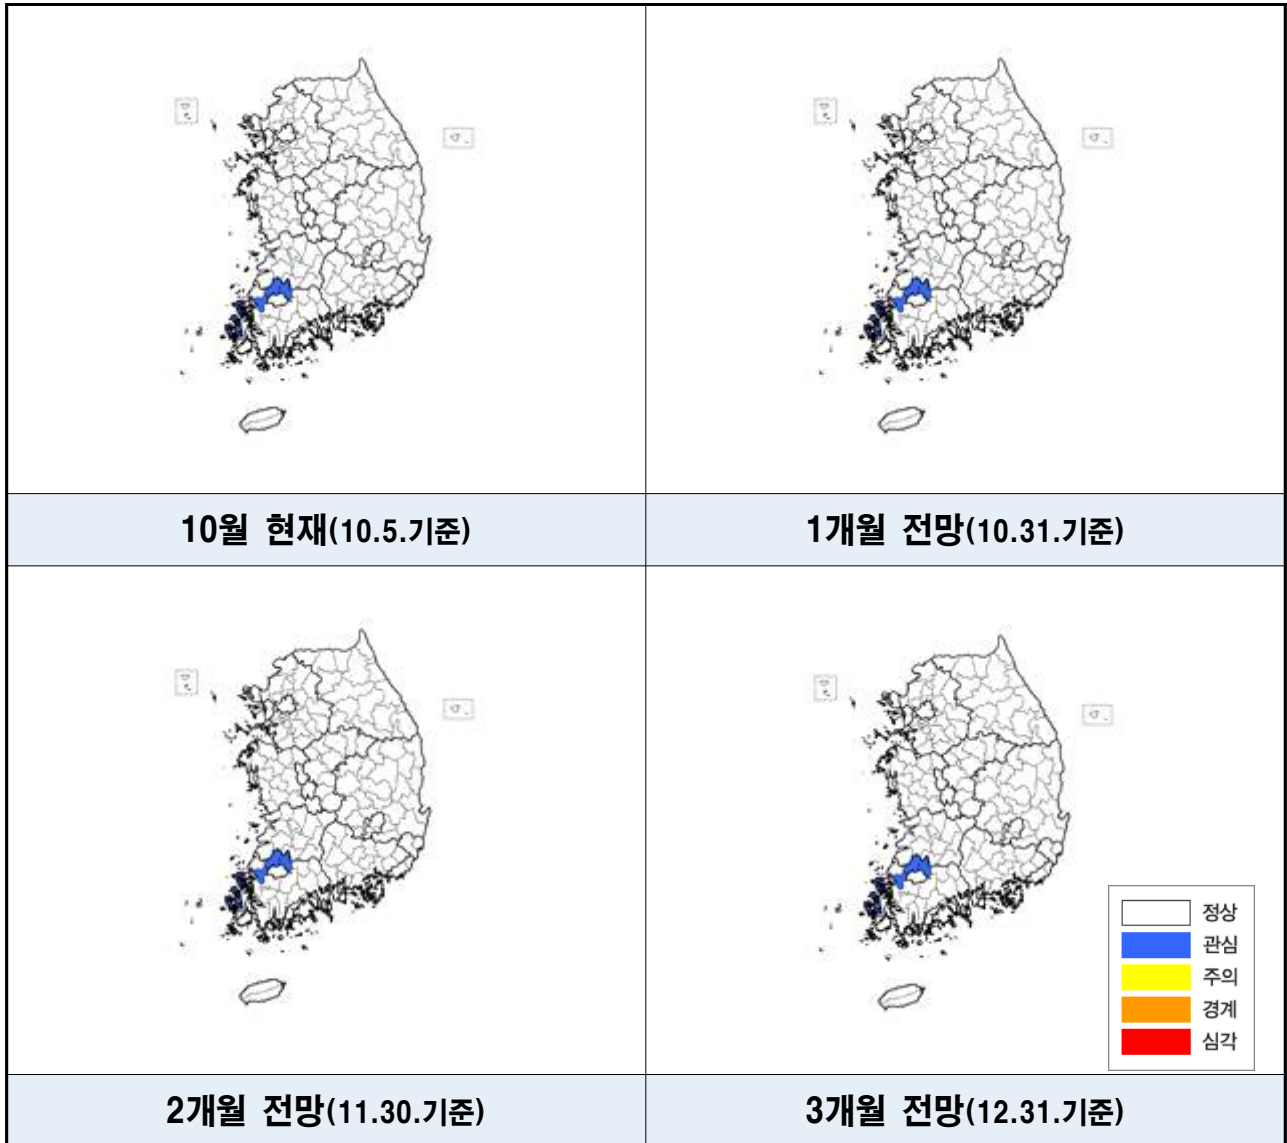 10월 현재(10.5.기준)
1개월 전망(10.31.기준)
정상
관심
주의
경계
심각
2개월 전망(11.30.기준)
3개월 전망(12.31.기준)